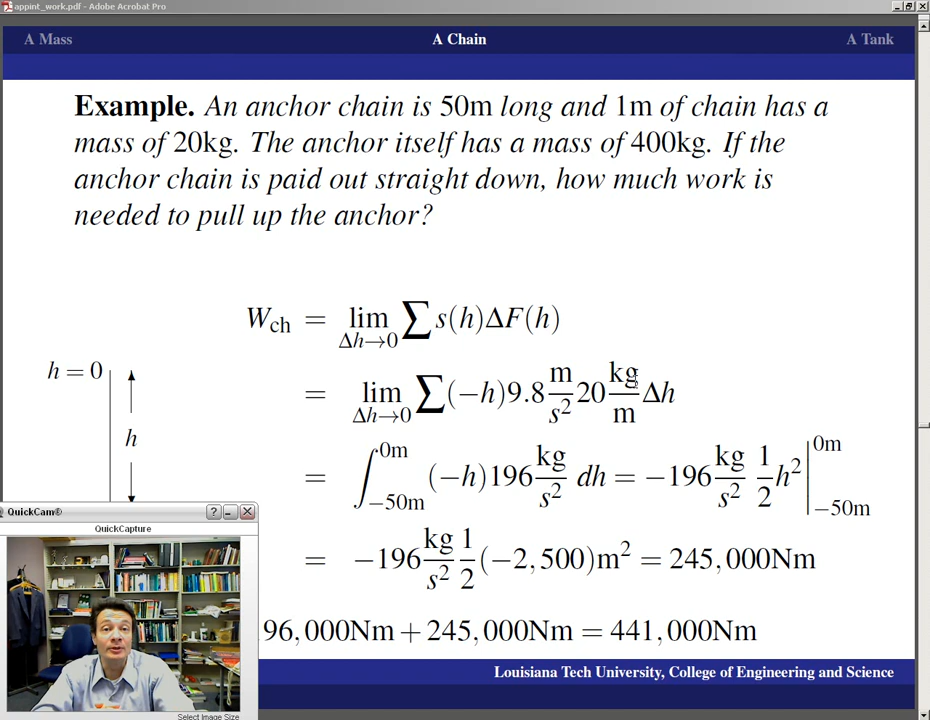 appint_work.pdf - Adobe Acrobat Pro
A Mass A Chain A Tank
Example. An anchor chain is 50m long and 1m of chain has a
mass of 20kg. The anchor itself has a mass of 400kg. If the
anchor chain is paid out straight down, how much work is
needed to pull up the anchor?
W_ch = lim_{Δh→0} ∑ s(h)ΔF(h)
h = 0
= lim_{Δh→0} ∑ (−h)9.8 m/s² 20 kg/m Δh
h
= ∫_{−50m}^{0m} (−h)196 kg/s² dh = −196 kg/s² 1/2 h² |_{−50m}^{0m}
= −196 kg/s² 1/2 (−2,500)m² = 245,000Nm
96,000Nm + 245,000Nm = 441,000Nm
QuickCam®
QuickCapture
Select Image Size
Louisiana Tech University, College of Engineering and Science